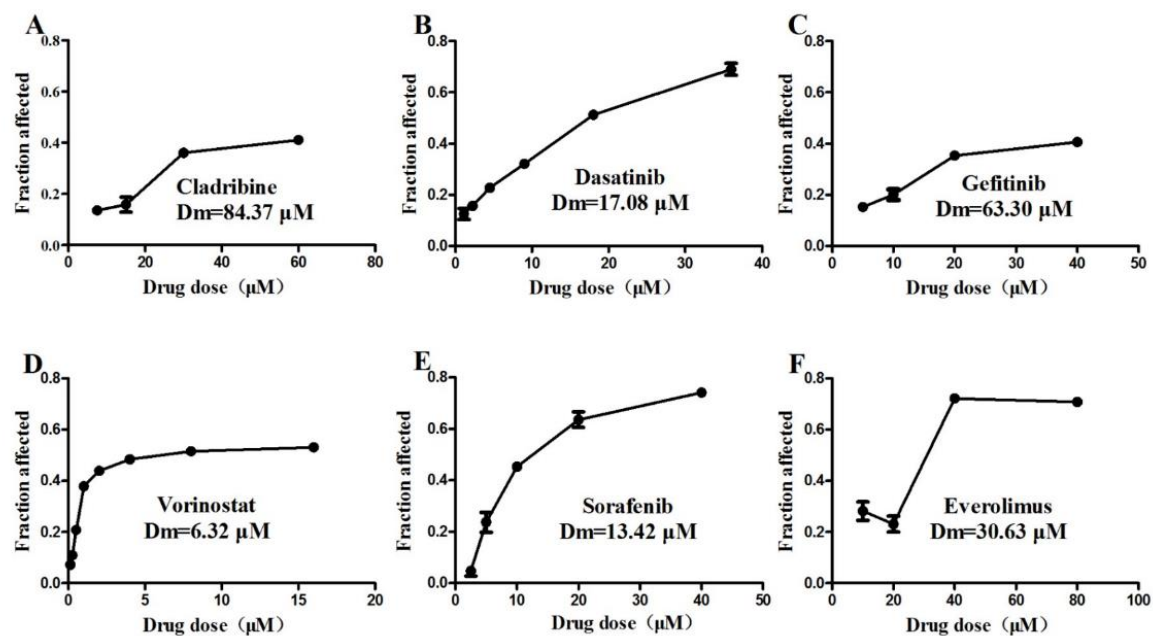 A
Fraction affected
0.8
0.6
0.4
0.2
0.0
Cladribine
Dm=84.37 μM
0 20 40 60 80
Drug dose（μM）
B
Fraction affected
0.8
0.6
0.4
0.2
0.0
Dasatinib
Dm=17.08 μM
0 10 20 30 40
Drug dose（μM）
C
Fraction affected
0.8
0.6
0.4
0.2
0.0
Gefitinib
Dm=63.30 μM
0 10 20 30 40 50
Drug dose（μM）
D
Fraction affected
0.8
0.6
0.4
0.2
0.0
Vorinostat
Dm=6.32 μM
0 5 10 15 20
Drug dose（μM）
E
Fraction affected
0.8
0.6
0.4
0.2
0.0
Sorafenib
Dm=13.42 μM
0 10 20 30 40 50
Drug dose（μM）
F
Fraction affected
0.8
0.6
0.4
0.2
0.0
Everolimus
Dm=30.63 μM
0 20 40 60 80 100
Drug dose（μM）